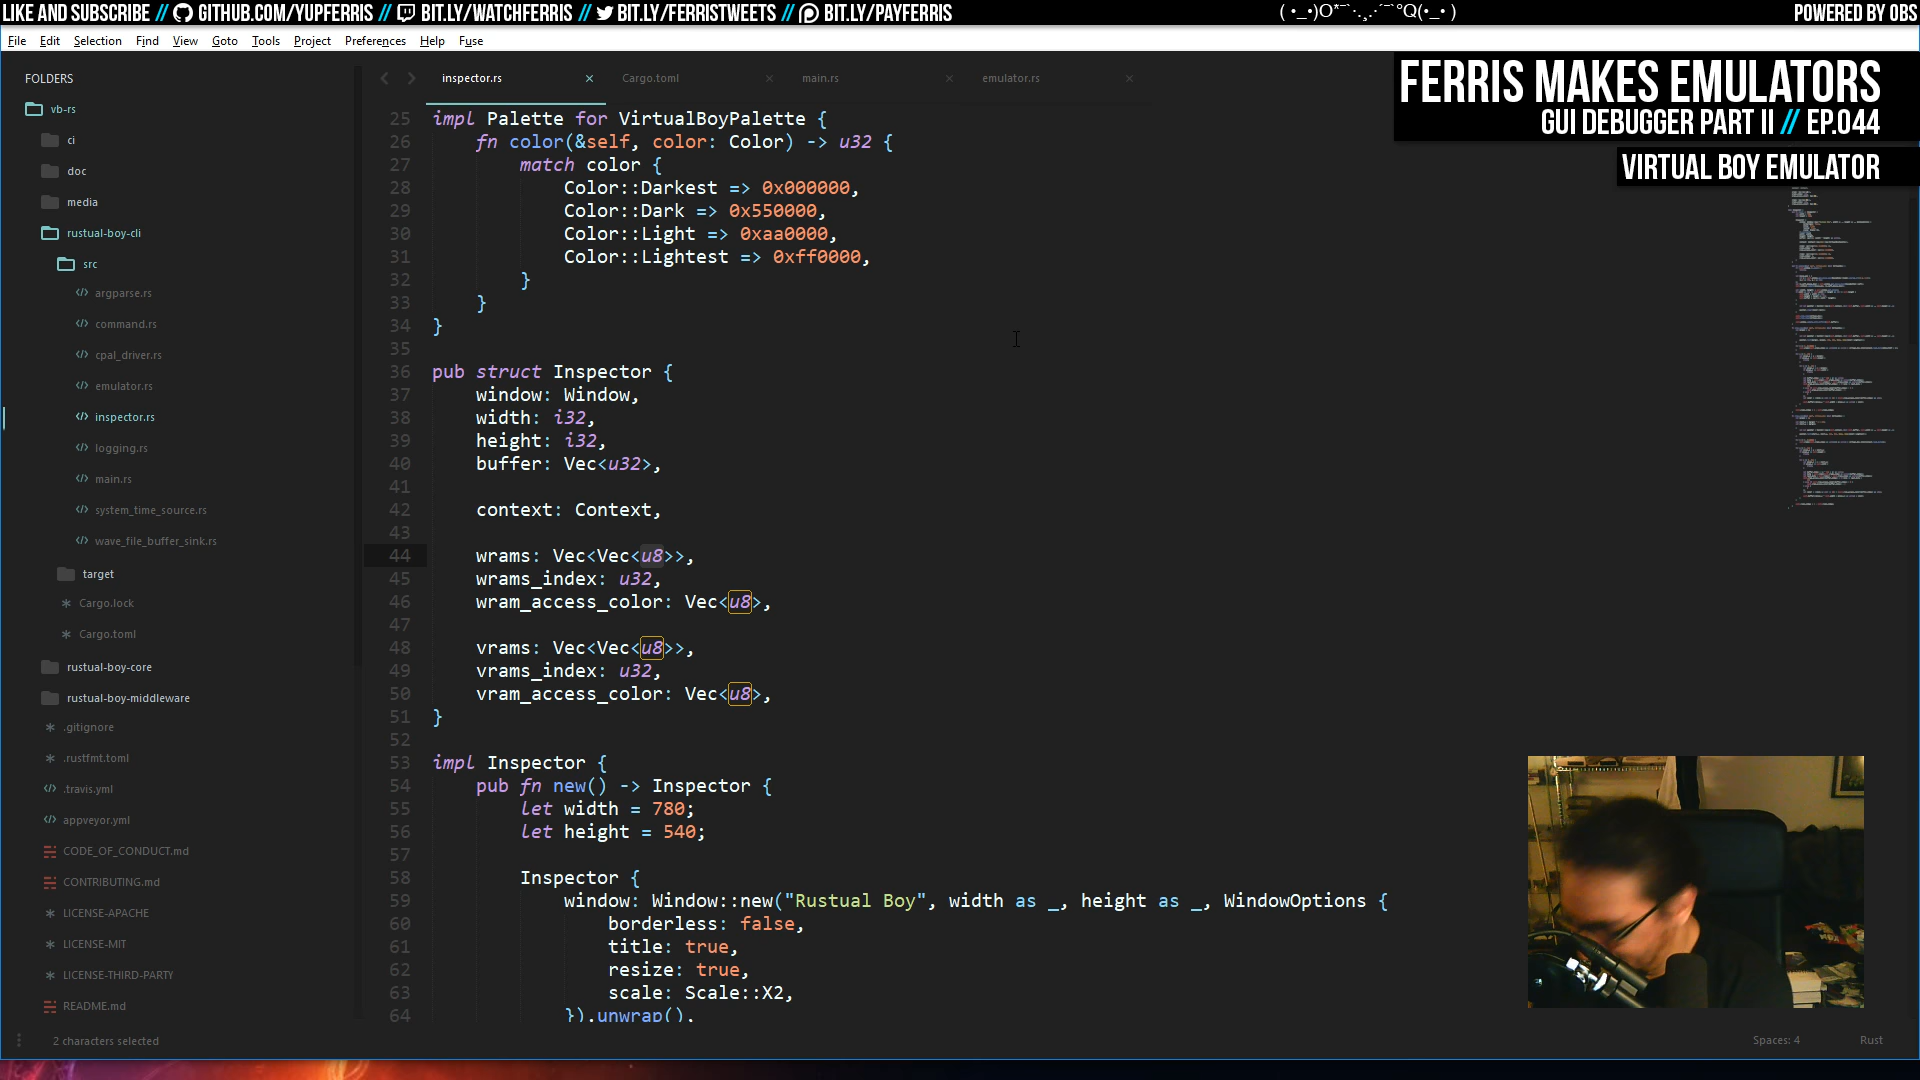 LIKE AND SUBSCRIBE // GITHUB.COM/YUPFERRIS // BIT.LY/WATCHFERRIS // BIT.LY/FERRISTWEETS // BIT.LY/PAYFERRIS
( •_•)O*¯`·.¸.·´¯`°Q(•_• )
POWERED BY OBS
File Edit Selection Find View Goto Tools Project Preferences Help Fuse
FERRIS MAKES EMULATORS
GUI DEBUGGER PART II // EP.044
VIRTUAL BOY EMULATOR
FOLDERS
vb-rs
ci
doc
media
rustual-boy-cli
src
argparse.rs
command.rs
cpal_driver.rs
emulator.rs
inspector.rs
logging.rs
main.rs
system_time_source.rs
wave_file_buffer_sink.rs
target
Cargo.lock
Cargo.toml
rustual-boy-core
rustual-boy-middleware
.gitignore
.rustfmt.toml
.travis.yml
appveyor.yml
CODE_OF_CONDUCT.md
CONTRIBUTING.md
LICENSE-APACHE
LICENSE-MIT
LICENSE-THIRD-PARTY
README.md
inspector.rs × Cargo.toml × main.rs × emulator.rs ×
25 impl Palette for VirtualBoyPalette {
26 fn color(&self, color: Color) -> u32 {
27 match color {
28 Color::Darkest => 0x000000,
29 Color::Dark => 0x550000,
30 Color::Light => 0xaa0000,
31 Color::Lightest => 0xff0000,
32 }
33 }
34 }
35
36 pub struct Inspector {
37 window: Window,
38 width: i32,
39 height: i32,
40 buffer: Vec<u32>,
41
42 context: Context,
43
44 wrams: Vec<Vec<u8>>,
45 wrams_index: u32,
46 wram_access_color: Vec<u8>,
47
48 vrams: Vec<Vec<u8>>,
49 vrams_index: u32,
50 vram_access_color: Vec<u8>,
51 }
52
53 impl Inspector {
54 pub fn new() -> Inspector {
55 let width = 780;
56 let height = 540;
57
58 Inspector {
59 window: Window::new("Rustual Boy", width as _, height as _, WindowOptions {
60 borderless: false,
61 title: true,
62 resize: true,
63 scale: Scale::X2,
64 }).unwrap(),
2 characters selected
Spaces: 4
Rust